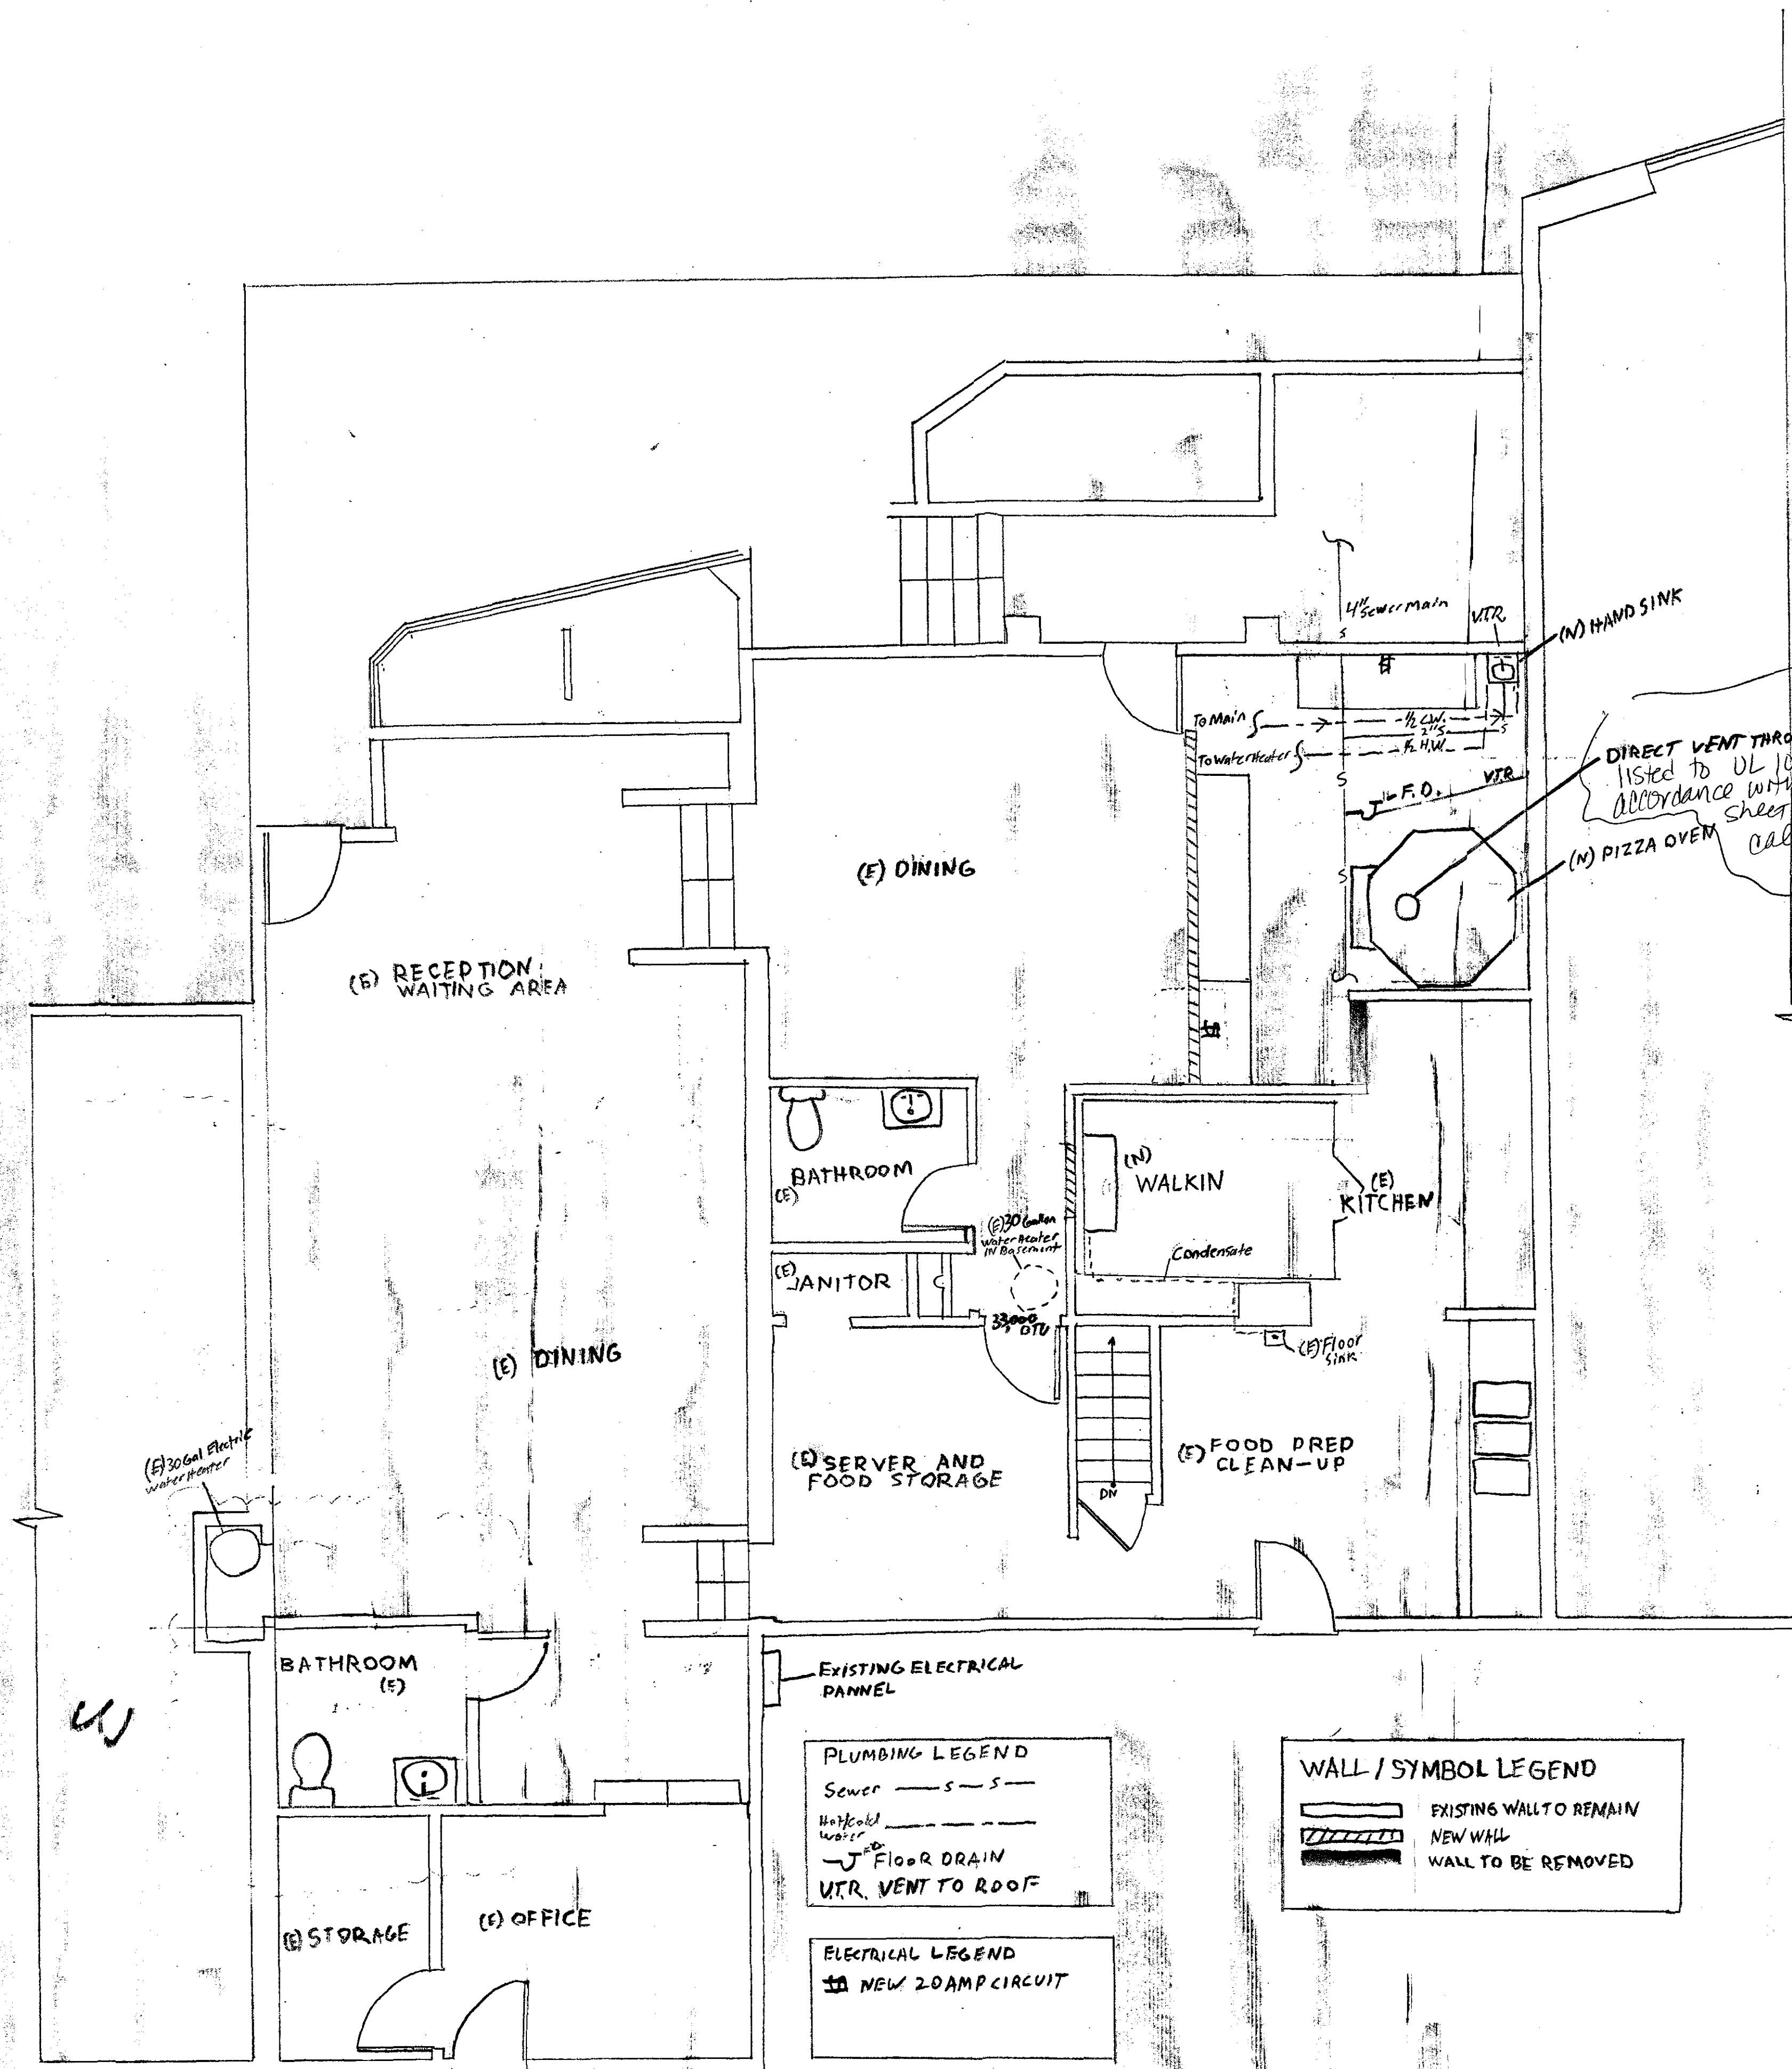 4" Sewer Main
V.T.R.
(N) HAND SINK
To Main
1/2 C.W.
2" S
S
To Water Heater
1/2 H.W.
S
F.D.
V.T.R.
DIRECT VENT THRO
listed to UL
accordance with
sheet
(N) PIZZA OVEN
S
(E) DINING
(E) RECEPTION
WAITING AREA
BATHROOM
(E)
(N)
WALKIN
(E)
KITCHEN
(E) 30 Gallon
Water Heater
IN Basement
Condensate
(E)
JANITOR
33,000
BTU
(E) Floor
Sink
(E) DINING
(E) 30 Gal Electric
Water Heater
(E) SERVER AND
FOOD STORAGE
(E) FOOD PREP
CLEAN-UP
DN
BATHROOM
(E)
EXISTING ELECTRICAL
PANNEL
PLUMBING LEGEND
Sewer —S—S—
Hot/cold
water
F.D.
FLOOR DRAIN
V.T.R. VENT TO ROOF
WALL / SYMBOL LEGEND
EXISTING WALL TO REMAIN
NEW WALL
WALL TO BE REMOVED
(E) STORAGE
(E) OFFICE
ELECTRICAL LEGEND
NEW 20 AMP CIRCUIT